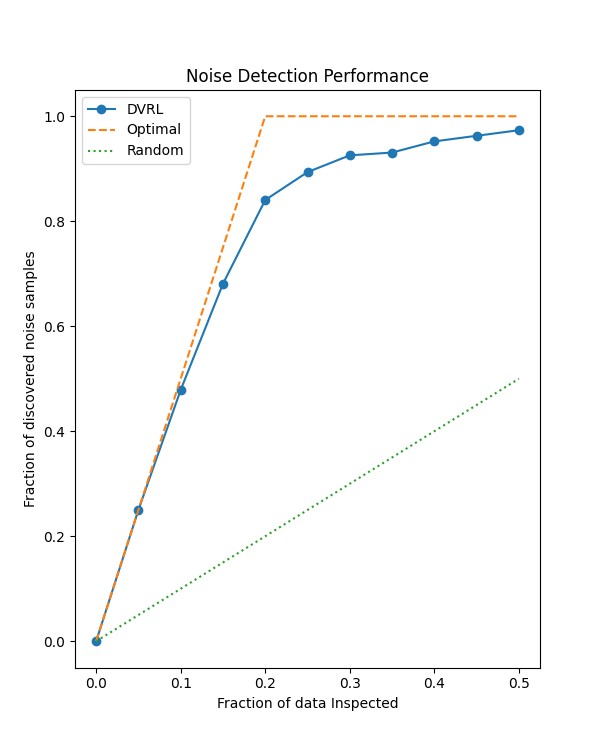 Noise Detection Performance
DVRL
Optimal
Random
1.0
0.8
0.6
0.4
0.2
0.0
Fraction of discovered noise samples
0.0 0.1 0.2 0.3 0.4 0.5
Fraction of data Inspected